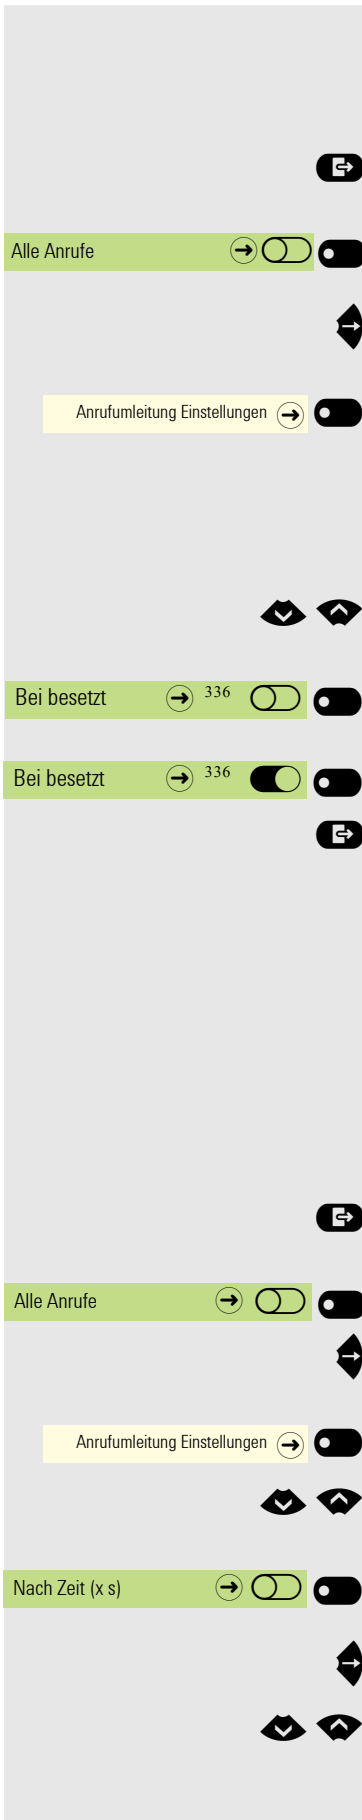 Alle Anrufe
Anrufumleitung Einstellungen
Bei besetzt 336
Bei besetzt 336
Alle Anrufe
Anrufumleitung Einstellungen
Nach Zeit (x s)